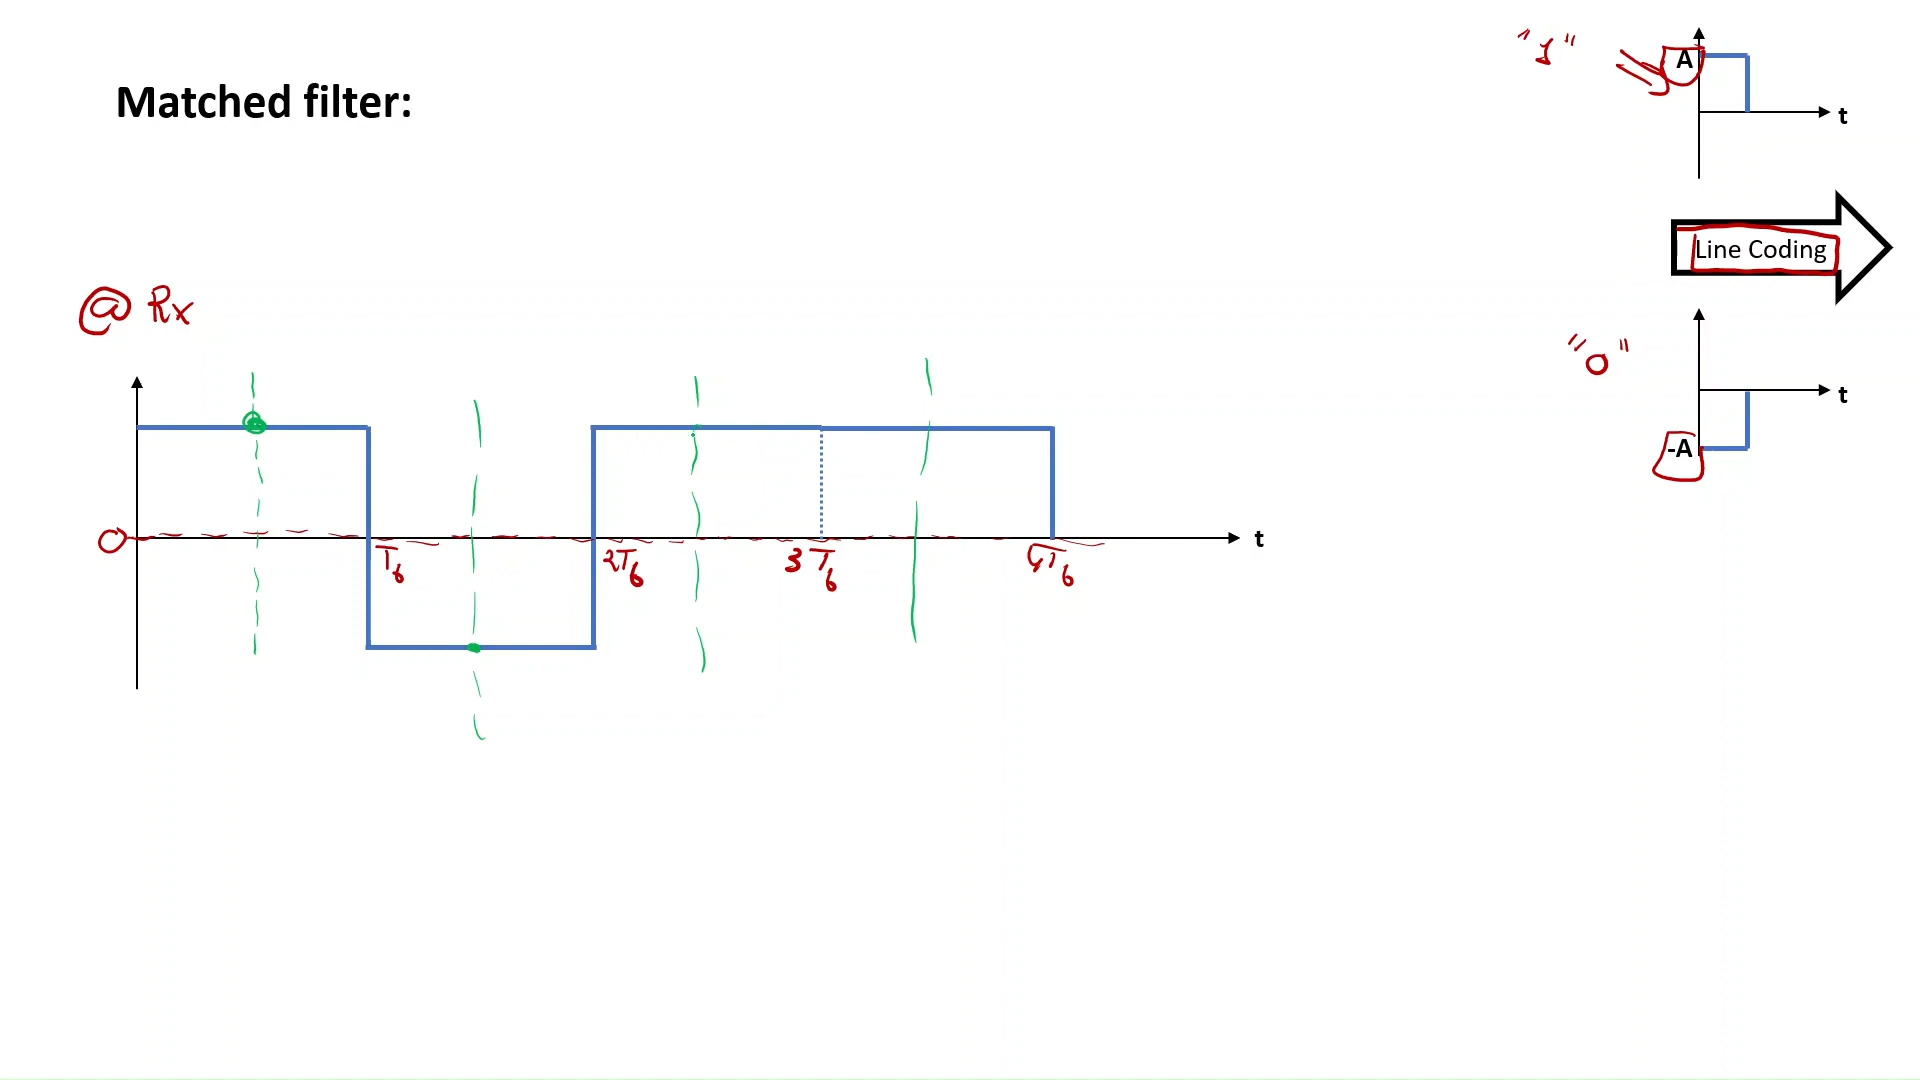 "1"
A
Matched filter:
t
Line Coding
@ Rx
"0"
t
-A
0
t
Tb
2Tb
3Tb
4Tb